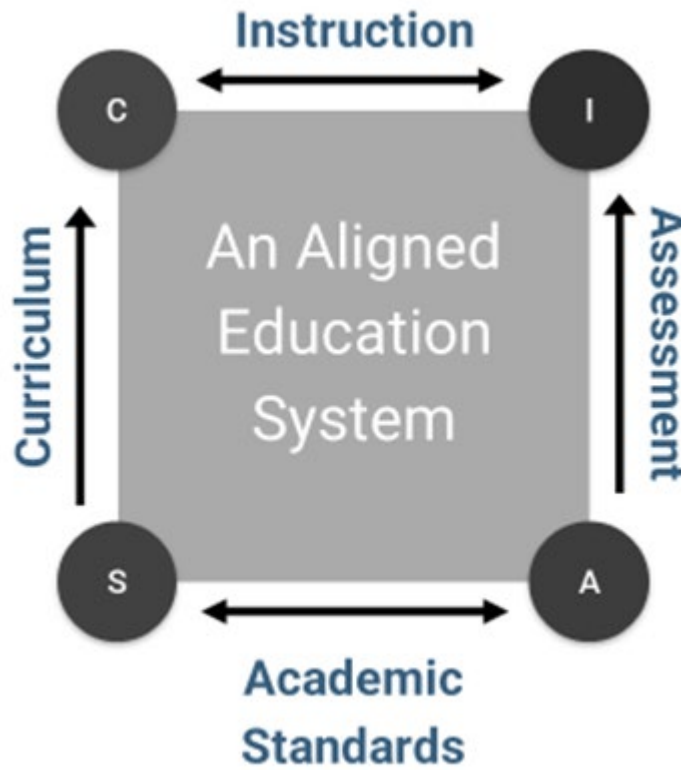 Instruction
C
I
An Aligned
Education
System
Curriculum
Assessment
S
A
Academic
Standards